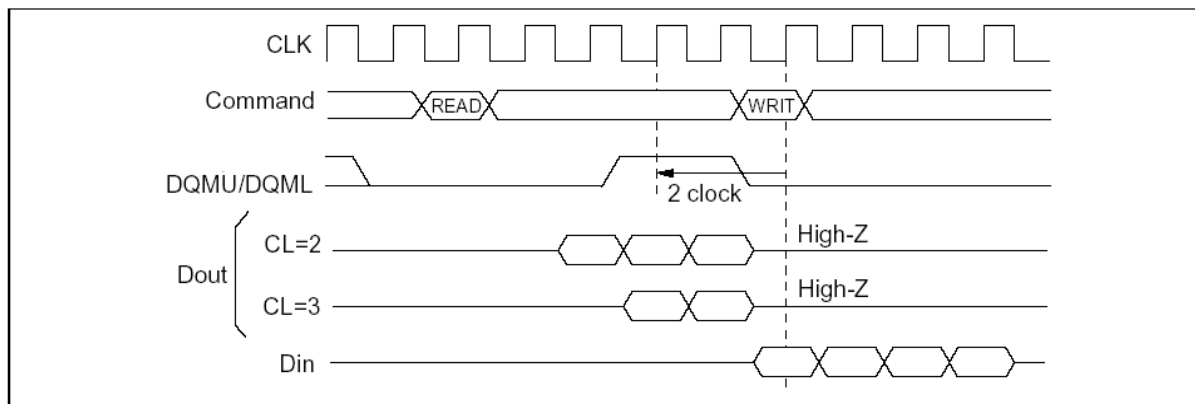 CLK
Command
READ
WRIT
DQMU/DQML
2 clock
CL=2
High-Z
Dout
CL=3
High-Z
Din